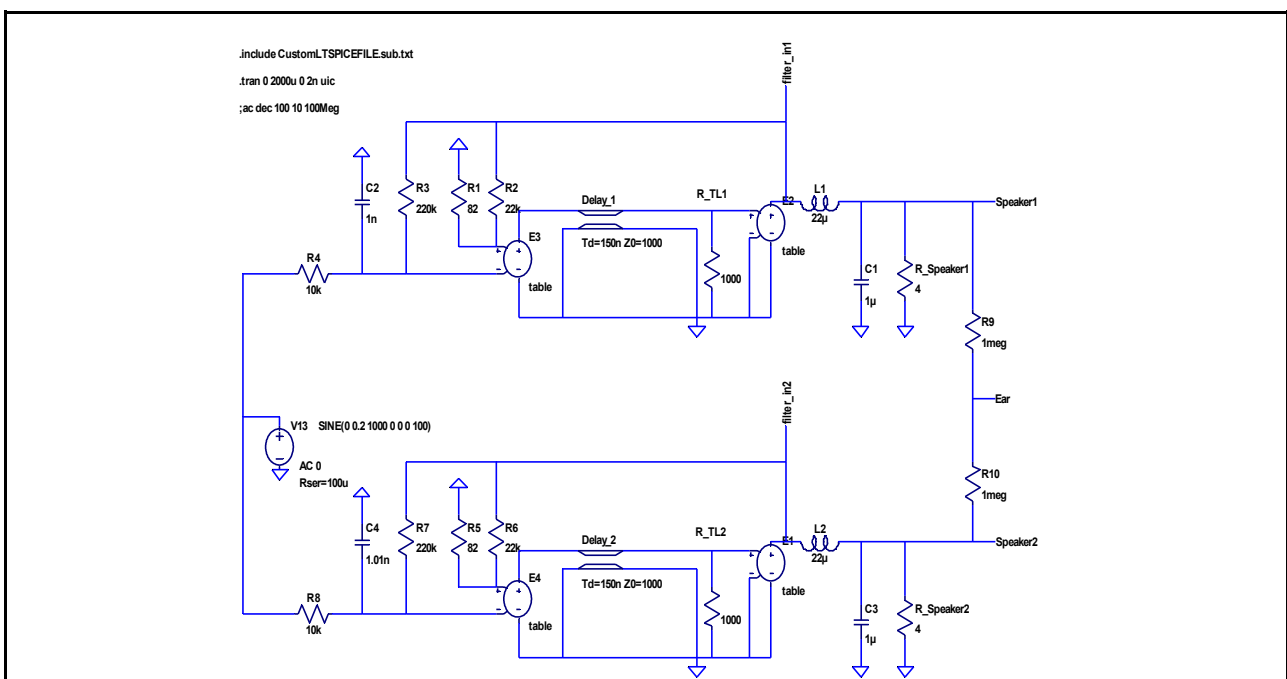 .include CustomLTSPICEFILE.sub.txt
.tran 0 2000u 0 2n uic
;ac dec 100 10 100Meg
filter_in1
C2
1n
R3
220k
R1
82
R2
22k
Delay_1
Td=150n Z0=1000
R_TL1
1000
E2
table
L1
22µ
Speaker1
E3
table
R4
10k
C1
1µ
R_Speaker1
4
R9
1meg
Ear
filter_in2
V13 SINE(0 0.2 1000 0 0 0 100)
AC 0
Rser=100u
R10
1meg
C4
1.01n
R7
220k
R5
82
R6
22k
Delay_2
Td=150n Z0=1000
R_TL2
1000
E1
table
L2
22µ
Speaker2
E4
table
R8
10k
C3
1µ
R_Speaker2
4